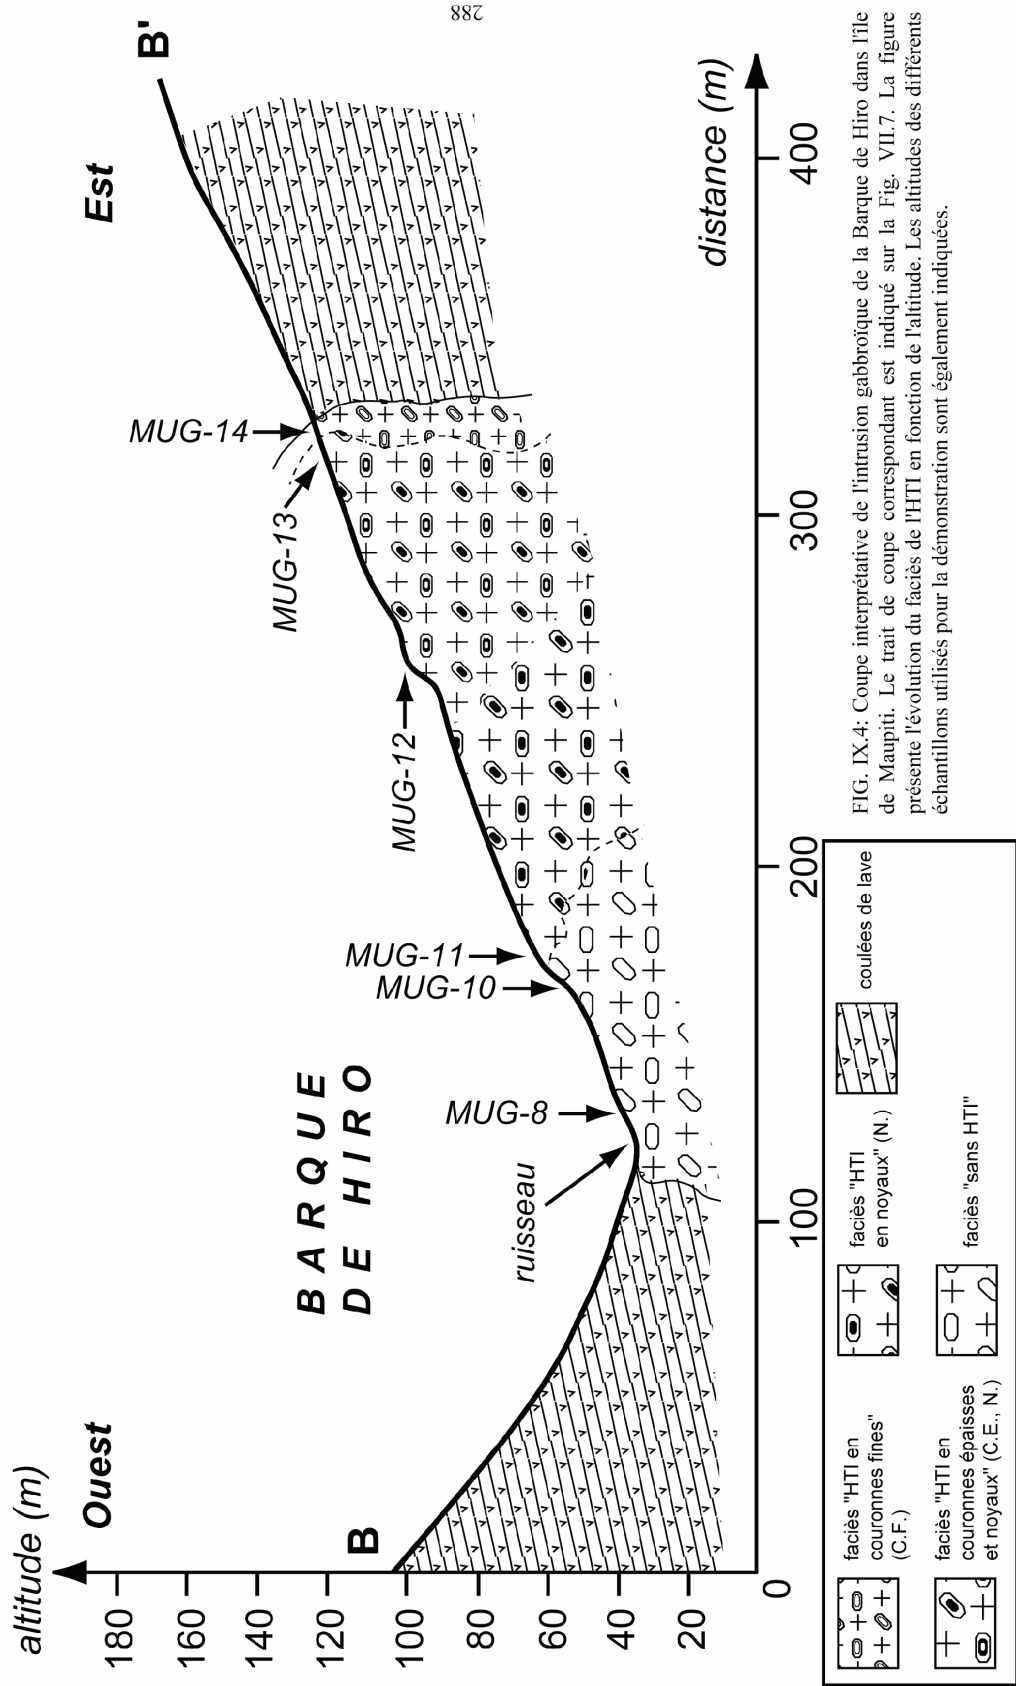 altitude (m)
Ouest
Est
B
B'
180
160
140
120
100
80
60
40
20
0
100
200
300
400
distance (m)
BARQUE
DE HIRO
ruisseau
MUG-8
MUG-10
MUG-11
MUG-12
MUG-13
MUG-14
faciès "HTI en
couronnes fines"
(C.F.)
faciès "HTI
en noyaux" (N.)
coulées de lave
faciès "HTI en
couronnes épaisses
et noyaux" (C.E., N.)
faciès "sans HTI"
FIG. IX.4: Coupe interprétative de l'intrusion gabbroïque de la Barque de Hiro dans l'île
de Maupiti. Le trait de coupe correspondant est indiqué sur la Fig. VII.7. La figure
présente l'évolution du faciès de l'HTI en fonction de l'altitude. Les altitudes des différents
échantillons utilisés pour la démonstration sont également indiquées.
288